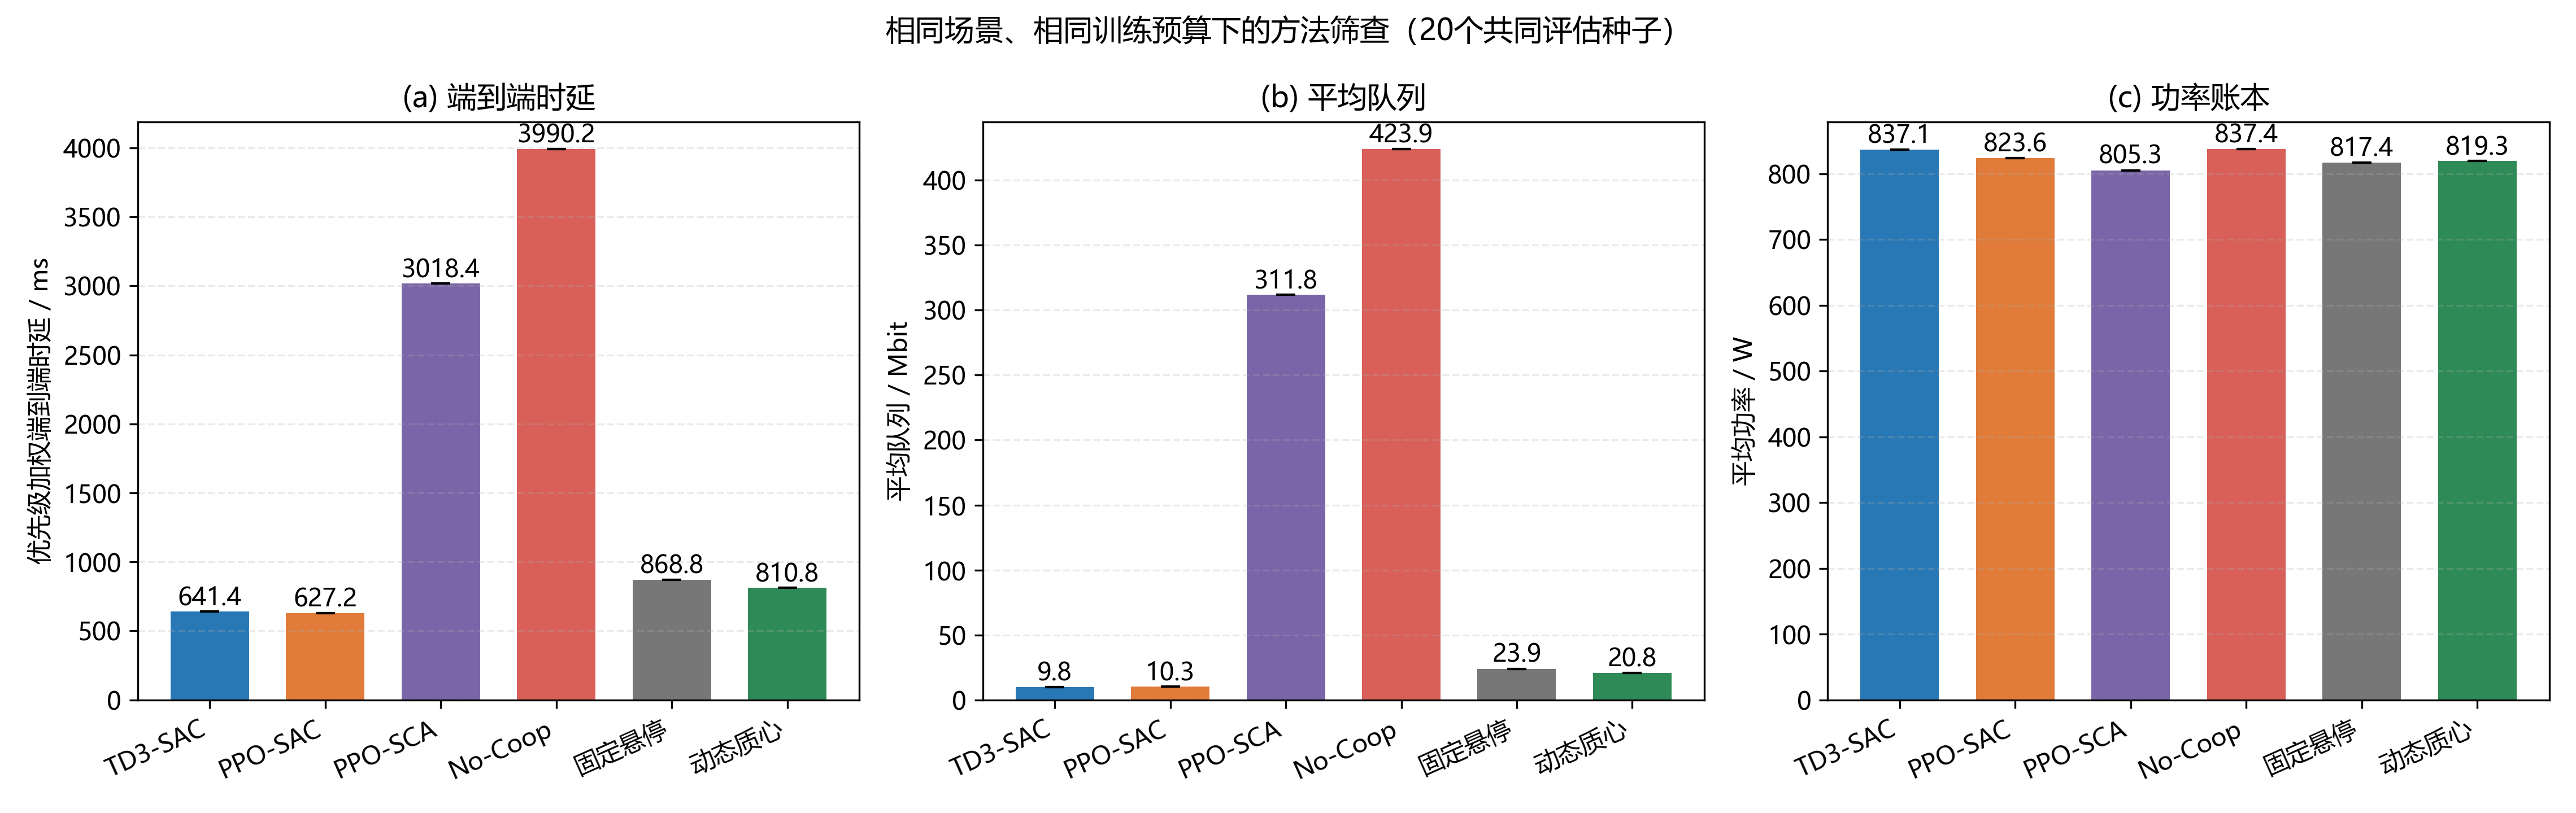 相同场景、相同训练预算下的方法筛查（20个共同评估种子）
(a) 端到端时延
优先级加权端到端时延 / ms
4000
3500
3000
2500
2000
1500
1000
500
0
641.4
627.2
3018.4
3990.2
868.8
810.8
TD3-SAC
PPO-SAC
PPO-SCA
No-Coop
固定悬停
动态质心
(b) 平均队列
平均队列 / Mbit
400
350
300
250
200
150
100
50
0
9.8
10.3
311.8
423.9
23.9
20.8
TD3-SAC
PPO-SAC
PPO-SCA
No-Coop
固定悬停
动态质心
(c) 功率账本
平均功率 / W
800
700
600
500
400
300
200
100
0
837.1
823.6
805.3
837.4
817.4
819.3
TD3-SAC
PPO-SAC
PPO-SCA
No-Coop
固定悬停
动态质心